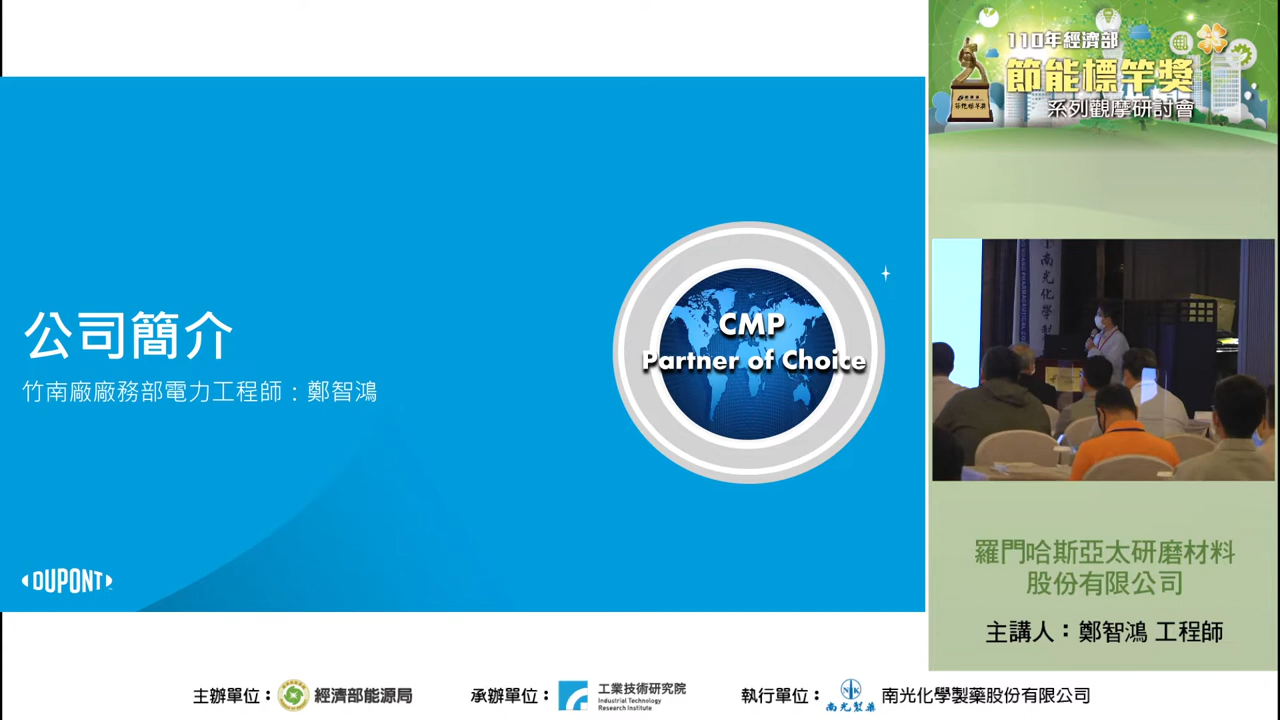 公司簡介
竹南廠廠務部電力工程師：鄭智鴻
CMP
Partner of Choice
DUPONT
110年經濟部
節能標竿獎
系列觀摩研討會
南光化學製
羅門哈斯亞太研磨材料
股份有限公司
主講人：鄭智鴻 工程師
主辦單位：
經濟部能源局
承辦單位：
工業技術研究院
Industrial Technology
Research Institute
執行單位：
南光製藥
南光化學製藥股份有限公司